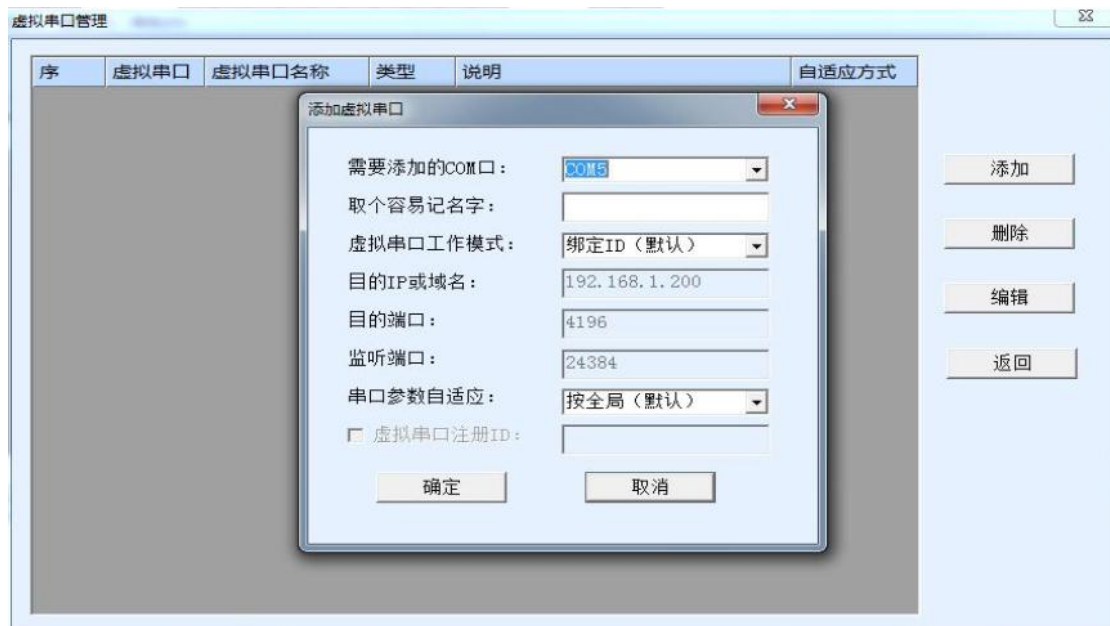 虚拟串口管理
序 虚拟串口 虚拟串口名称 类型 说明 自适应方式
添加虚拟串口
需要添加的COM口： COM5
取个容易记名字：
虚拟串口工作模式： 绑定ID（默认）
目的IP或域名： 192.168.1.200
目的端口： 4196
监听端口： 24384
串口参数自适应： 按全局（默认）
虚拟串口注册ID：
确定 取消
添加
删除
编辑
返回